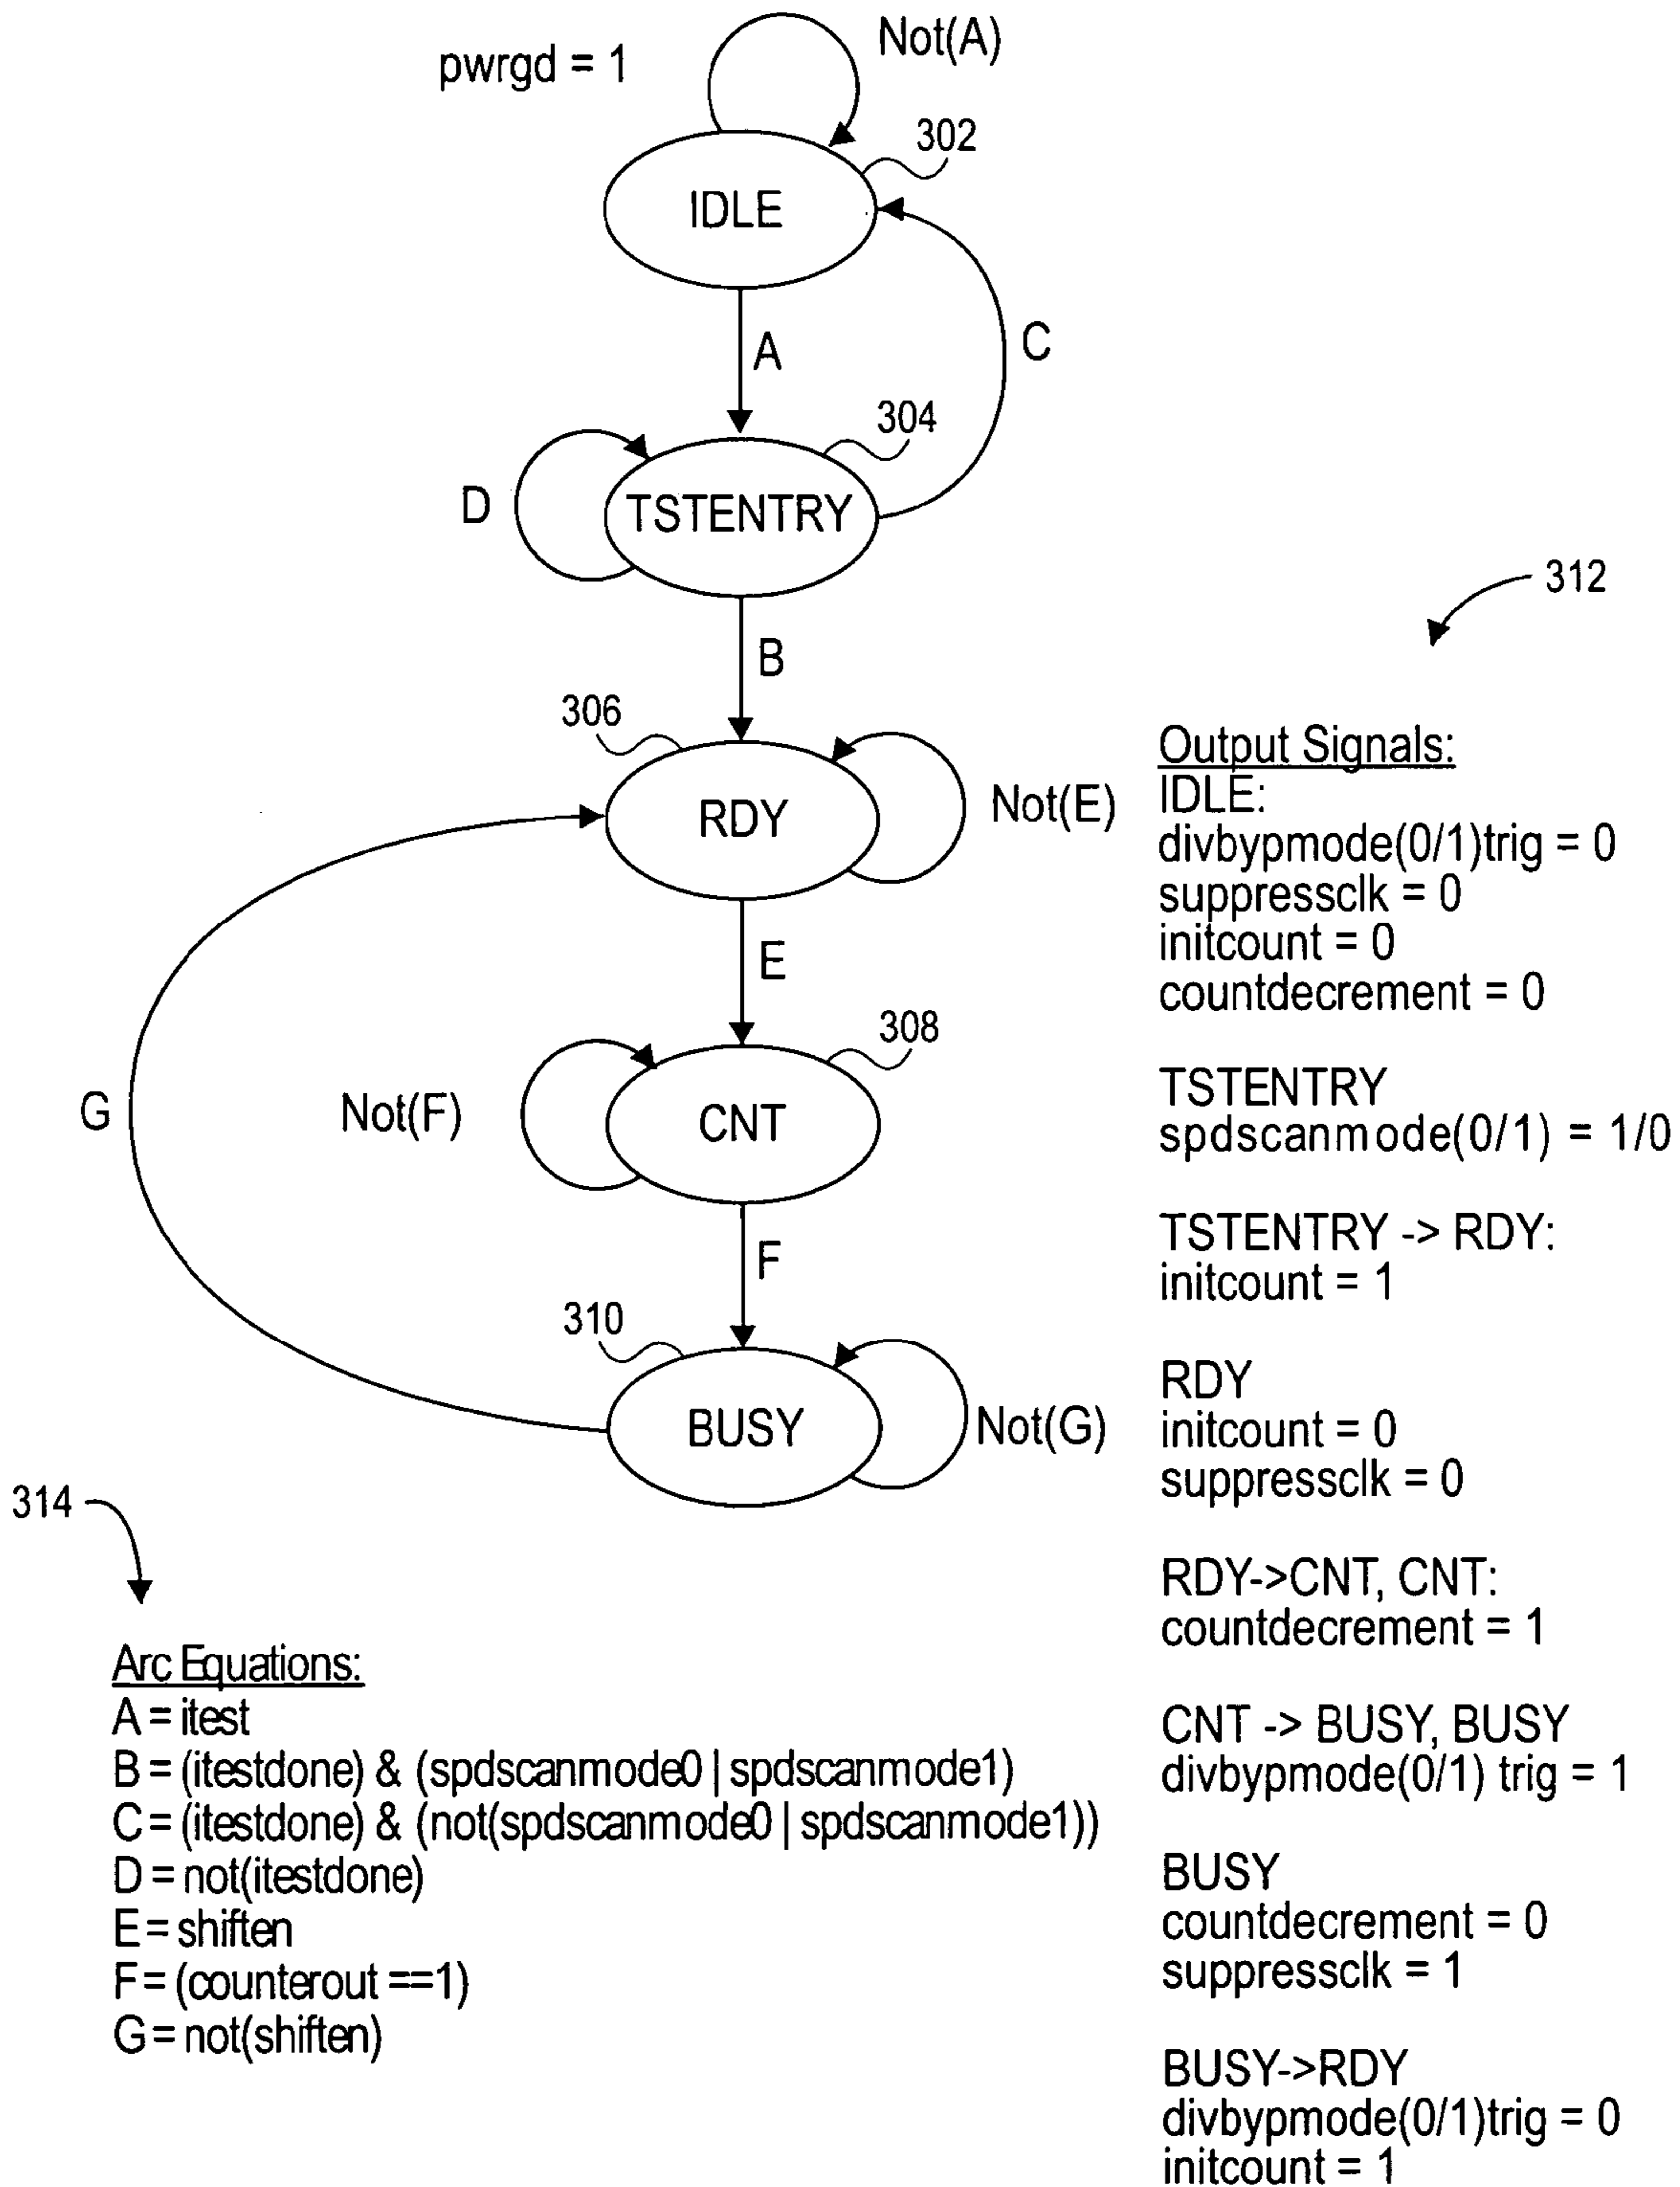 pwrgd = 1
Not(A)
302
IDLE
A
C
304
D
TSTENTRY
B
306
RDY
Not(E)
E
308
Not(F)
CNT
G
F
310
BUSY
Not(G)
312
Output Signals:
IDLE:
divbypmode(0/1)trig = 0
suppressclk = 0
initcount = 0
countdecrement = 0
TSTENTRY
spdscanmode(0/1) = 1/0
TSTENTRY -> RDY:
initcount = 1
RDY
initcount = 0
suppressclk = 0
RDY->CNT, CNT:
countdecrement = 1
CNT -> BUSY, BUSY
divbypmode(0/1) trig = 1
BUSY
countdecrement = 0
suppressclk = 1
BUSY->RDY
divbypmode(0/1)trig = 0
initcount = 1
314
Arc Equations:
A = itest
B = (itestdone) & (spdscanmode0 | spdscanmode1)
C = (itestdone) & (not(spdscanmode0 | spdscanmode1))
D = not(itestdone)
E = shiften
F = (counterout ==1)
G = not(shiften)